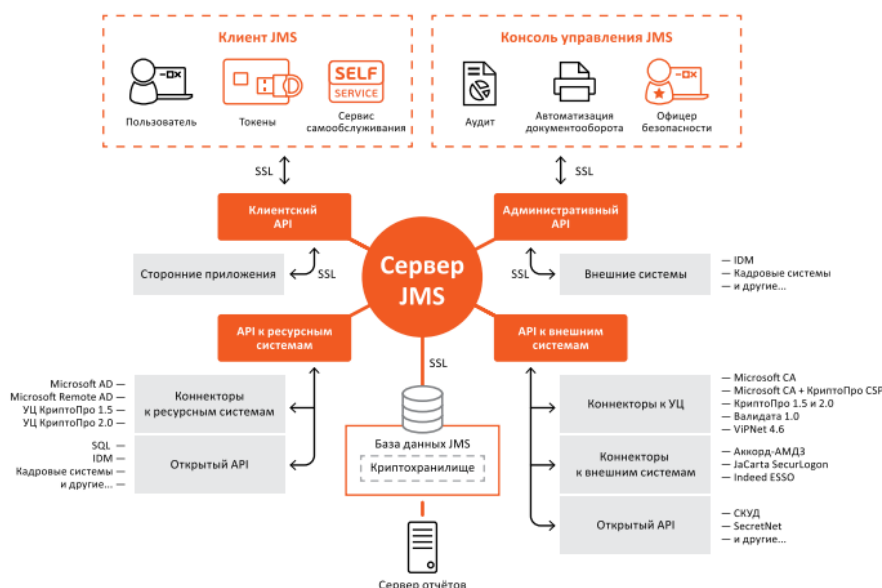 Клиент JMS
Пользователь
Токены
SELF
SERVICE
Сервис
самообслуживания
Консоль управления JMS
Аудит
Автоматизация
документооборота
Офицер
безопасности
SSL
SSL
Клиентский
API
Административный
API
Сервер
JMS
Сторонние приложения
SSL
SSL
Внешние системы
— IDM
— Кадровые системы
— и другие...
API к ресурсным
системам
API к внешним
системам
SSL
Microsoft AD —
Microsoft Remote AD —
УЦ КриптоПро 1.5 —
УЦ КриптоПро 2.0 —
Коннекторы
к ресурсным системам
SQL —
IDM —
Кадровые системы —
и другие... —
Открытый API
База данных JMS
Криптохранилище
Сервер отчётов
Коннекторы к УЦ
— Microsoft CA
— Microsoft CA + КриптоПро CSP
— КриптоПро 1.5 и 2.0
— Валидата 1.0
— ViPNet 4.6
Коннекторы
к внешним системам
— Аккорд-АМДЗ
— JaCarta SecurLogon
— Indeed ESSO
Открытый API
— СКУД
— SecretNet
— и другие...